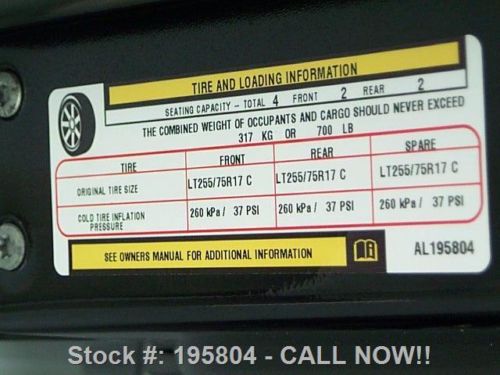 TIRE AND LOADING INFORMATION
SEATING CAPACITY - TOTAL 4 FRONT 2 REAR 2
THE COMBINED WEIGHT OF OCCUPANTS AND CARGO SHOULD NEVER EXCEED
317 KG OR 700 LB
TIRE FRONT REAR SPARE
ORIGINAL TIRE SIZE LT255/75R17 C LT255/75R17 C LT255/75R17 C
COLD TIRE INFLATION PRESSURE 260 kPa / 37 PSI 260 kPa / 37 PSI 260 kPa / 37 PSI
SEE OWNERS MANUAL FOR ADDITIONAL INFORMATION AL195804
Stock #: 195804 - CALL NOW!!